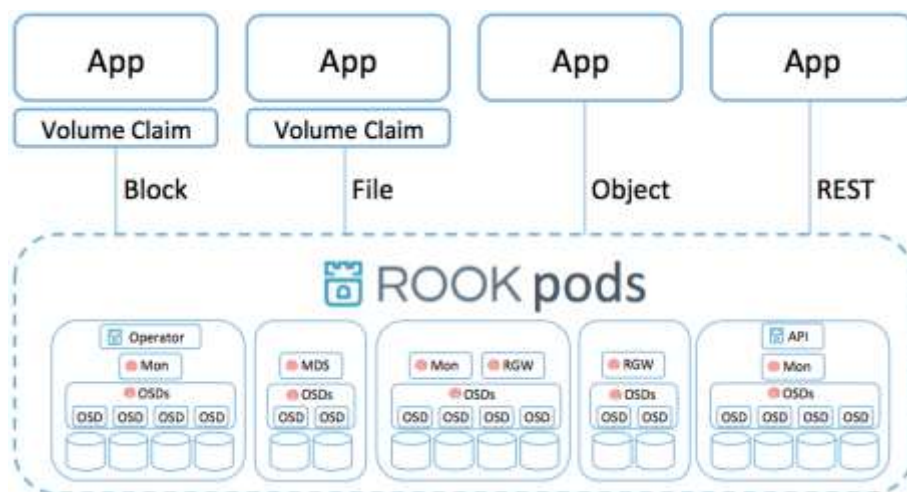 App App App App
Volume Claim Volume Claim
Block File Object REST
ROOK pods
Operator API
Mon MDS Mon RGW RGW Mon
OSDs OSDs OSDs OSDs OSDs
OSD OSD OSD OSD OSD OSD OSD OSD OSD OSD OSD OSD OSD OSD OSD OSD